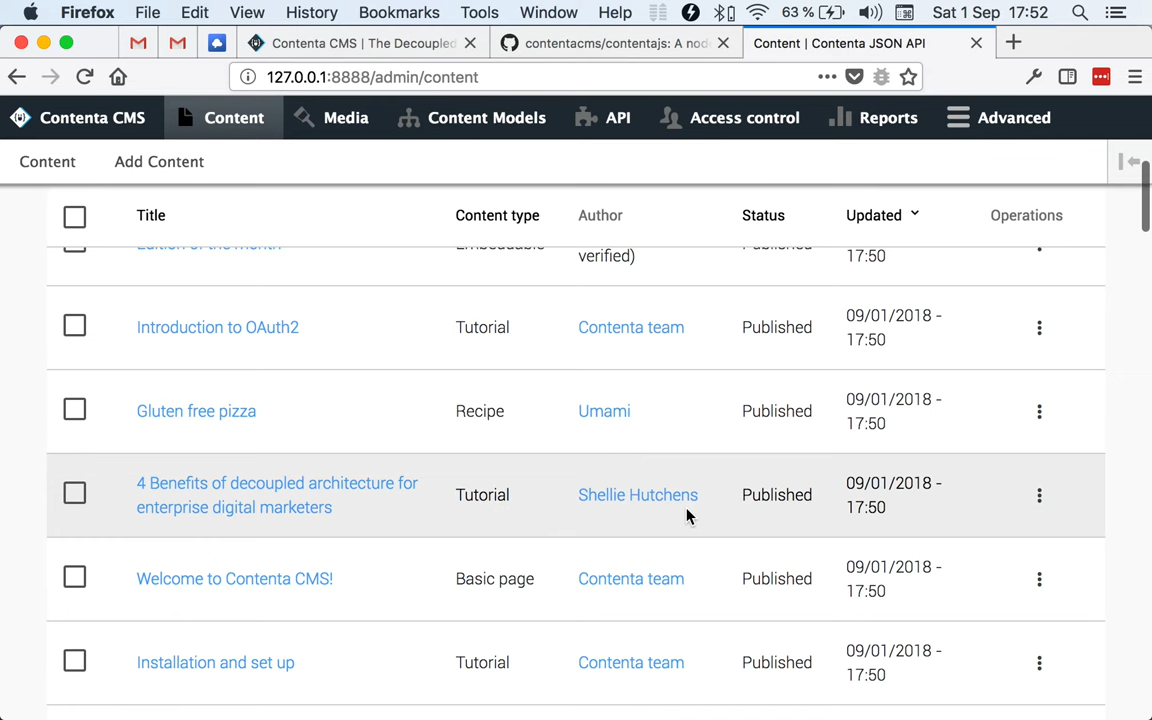 Firefox File Edit View History Bookmarks Tools Window Help 63 % Sat 1 Sep 17:52
Contenta CMS | The Decoupled contentacms/contentajs: A nod Content | Contenta JSON API
127.0.0.1:8888/admin/content
Contenta CMS Content Media Content Models API Access control Reports Advanced
Content Add Content
Title Content type Author Status Updated Operations
Edition of the month Embeddable verified) Published 17:50
Introduction to OAuth2 Tutorial Contenta team Published 09/01/2018 -
17:50
Gluten free pizza Recipe Umami Published 09/01/2018 -
17:50
4 Benefits of decoupled architecture for
enterprise digital marketers Tutorial Shellie Hutchens Published 09/01/2018 -
17:50
Welcome to Contenta CMS! Basic page Contenta team Published 09/01/2018 -
17:50
Installation and set up Tutorial Contenta team Published 09/01/2018 -
17:50